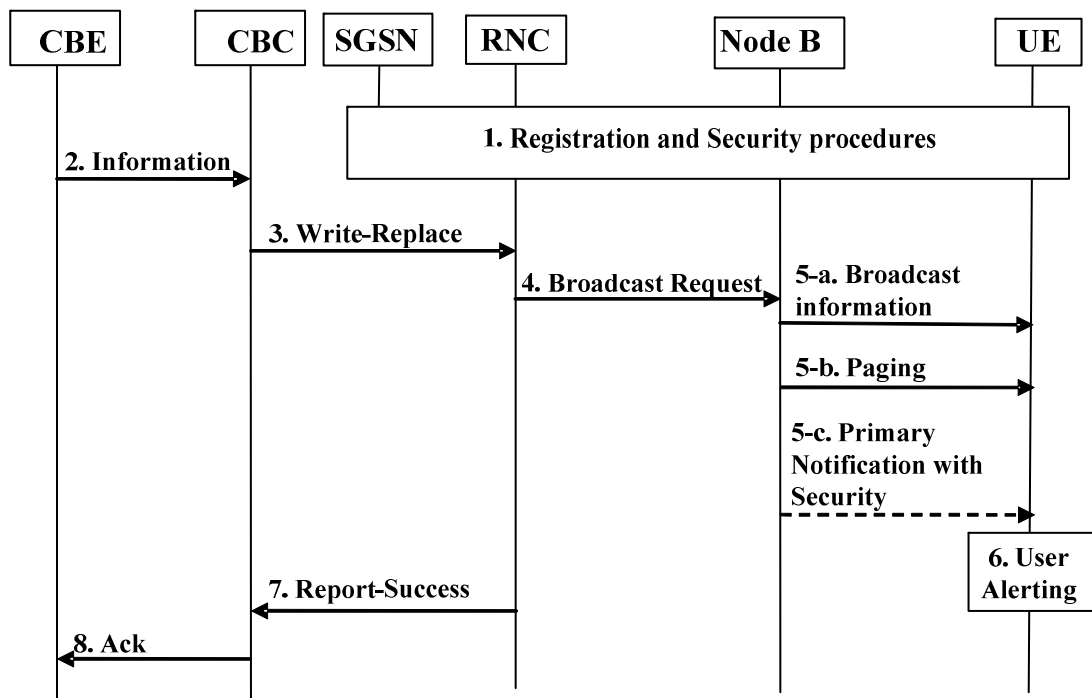 CBE
CBC
SGSN
RNC
Node B
UE
1. Registration and Security procedures
2. Information
3. Write-Replace
4. Broadcast Request
5-a. Broadcast
information
5-b. Paging
5-c. Primary
Notification with
Security
6. User
Alerting
7. Report-Success
8. Ack